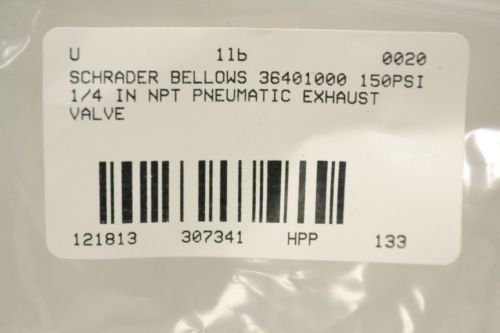 U 11b 0020
SCHRADER BELLOWS 36401000 150PSI
1/4 IN NPT PNEUMATIC EXHAUST
VALVE
121813 307341 HPP 133